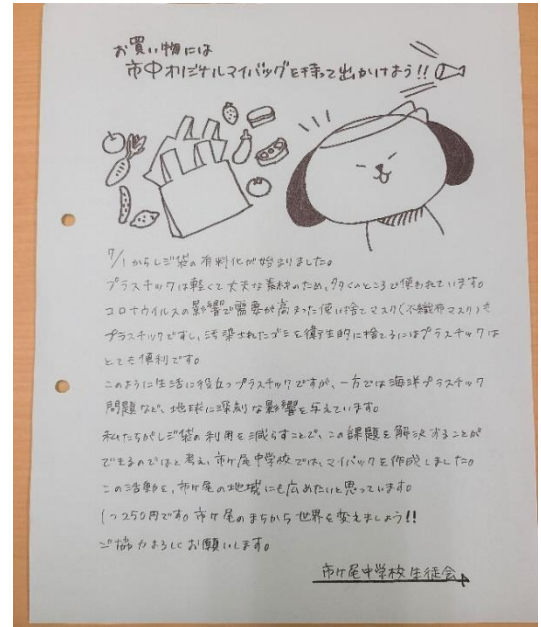 お買い物には
市中オリジナルマイバッグを持って出かけよう!!
7/1からレジ袋の有料化が始まりました。
プラスチックは軽くて丈夫な素材のため、多くのところで使われています。
コロナウイルスの影響で需要が高まった使い捨てマスク(不織布マスク)も
プラスチックですし、汚染されたゴミを衛生的に捨てるにはプラスチックは
とても便利です。
このように生活に役立つプラスチックですが、一方では海洋プラスチック
問題など、地球に深刻な影響を与えています。
私たちがレジ袋の利用を減らすことで、この課題を解決することが
できるのではと考え、市ケ尾中学校では、マイバックを作成しました。
この活動を、市ケ尾の地域にも広めたいと思っています。
1つ250円です。市ケ尾のまちから世界を変えましょう!!
ご協力よろしくお願いします。
市ケ尾中学校生徒会